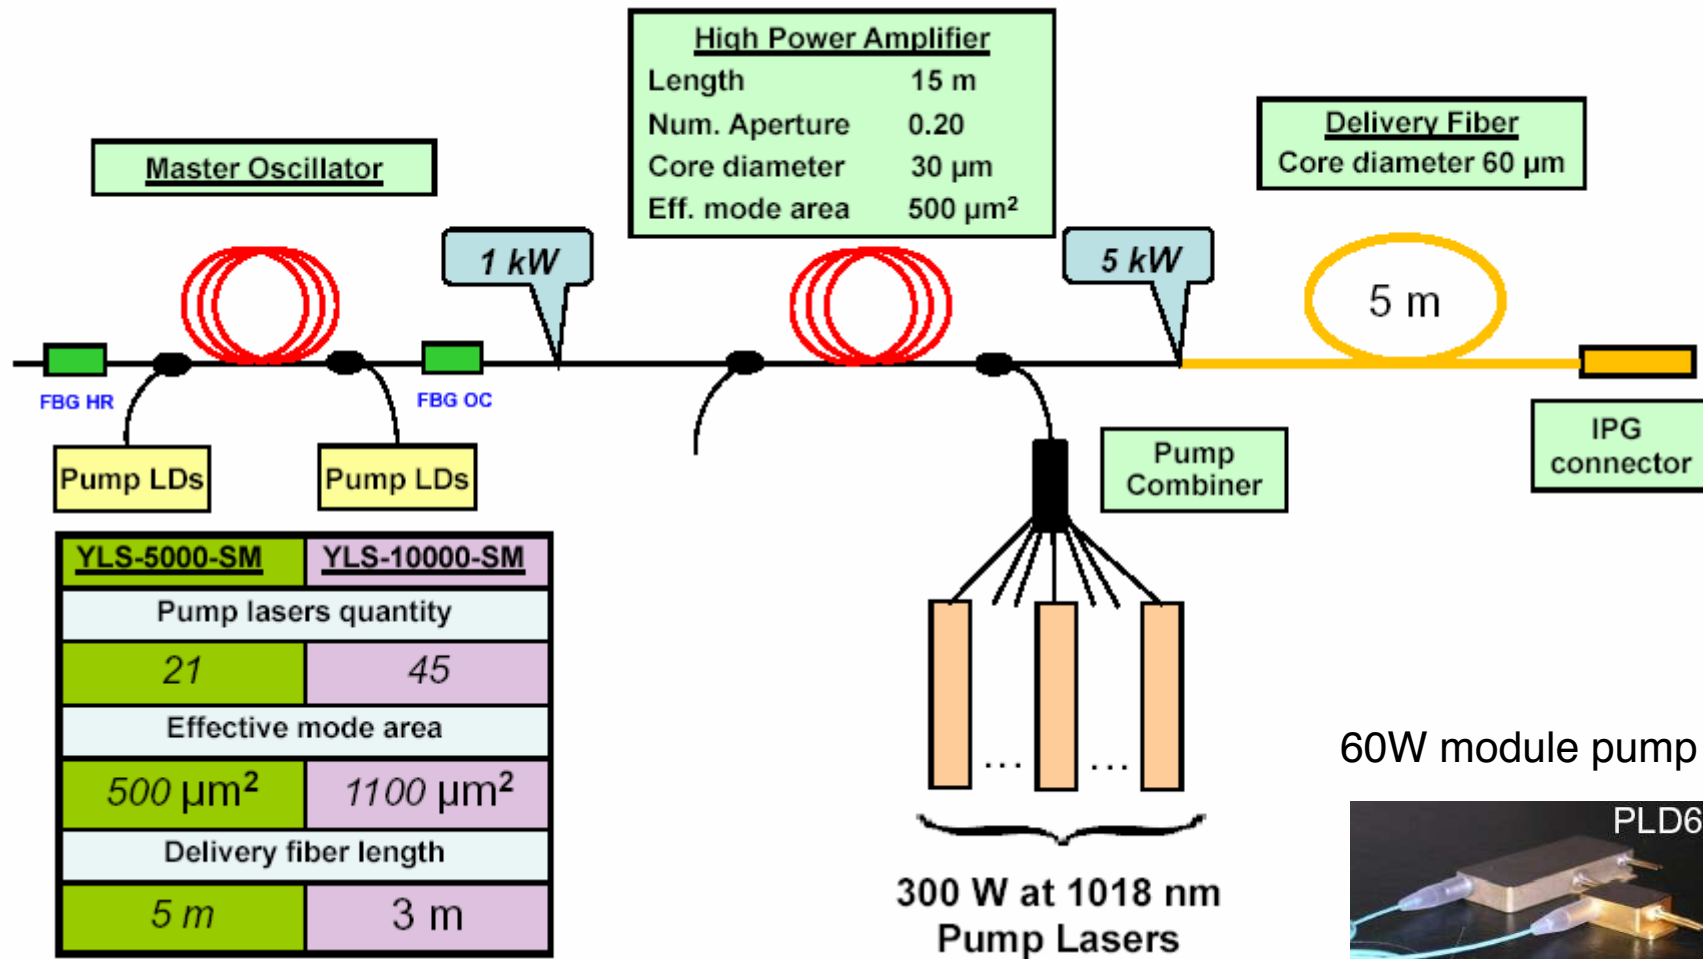 High Power Amplifier
Length 15 m
Num. Aperture 0.20
Core diameter 30 µm
Eff. mode area 500 µm²
Delivery Fiber
Core diameter 60 µm
Master Oscillator
1 kW
5 kW
5 m
FBG HR
FBG OC
Pump LDs
Pump LDs
Pump
Combiner
IPG
connector
YLS-5000-SM YLS-10000-SM
Pump lasers quantity
21 45
Effective mode area
500 µm² 1100 µm²
Delivery fiber length
5 m 3 m
... ...
300 W at 1018 nm
Pump Lasers
60W module pump
PLD6